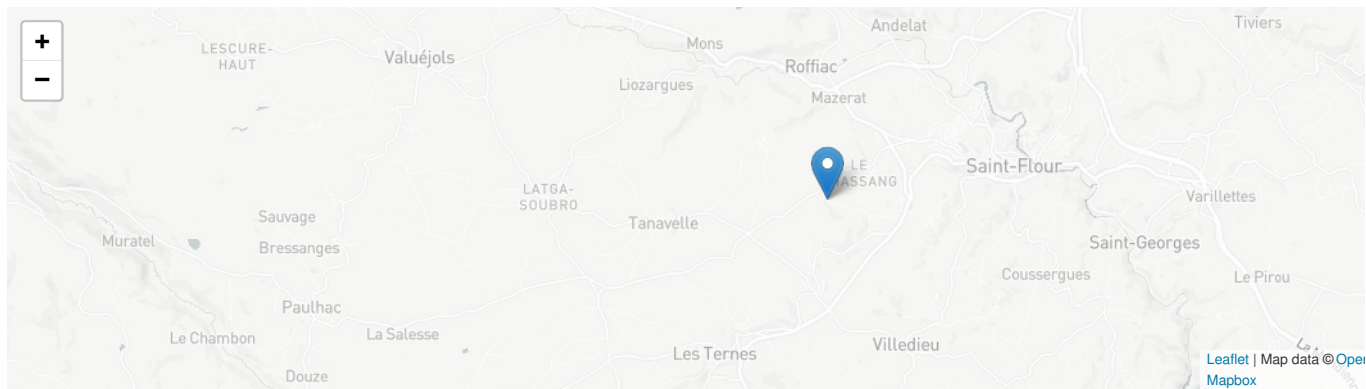 +
−
LESCURE-
HAUT
Valuéjols
Mons
Andelat
Tiviers
Roffiac
Liozargues
Mazerat
LE
Saint-Flour
LATGA-
SOUBRO
Varillettes
Sauvage
Tanavelle
Muratel
Bressanges
Saint-Georges
Coussergues
Le Pirou
Paulhac
La Salesse
Le Chambon
Les Ternes
Villedieu
Douze
Leaflet | Map data © Open
Mapbox